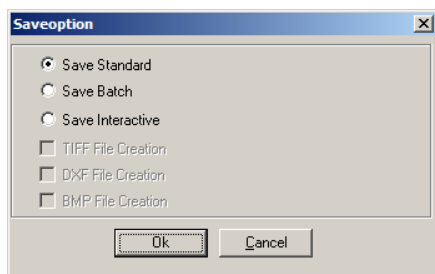 Saveoption
Save Standard
Save Batch
Save Interactive
TIFF File Creation
DXF File Creation
BMP File Creation
Ok Cancel